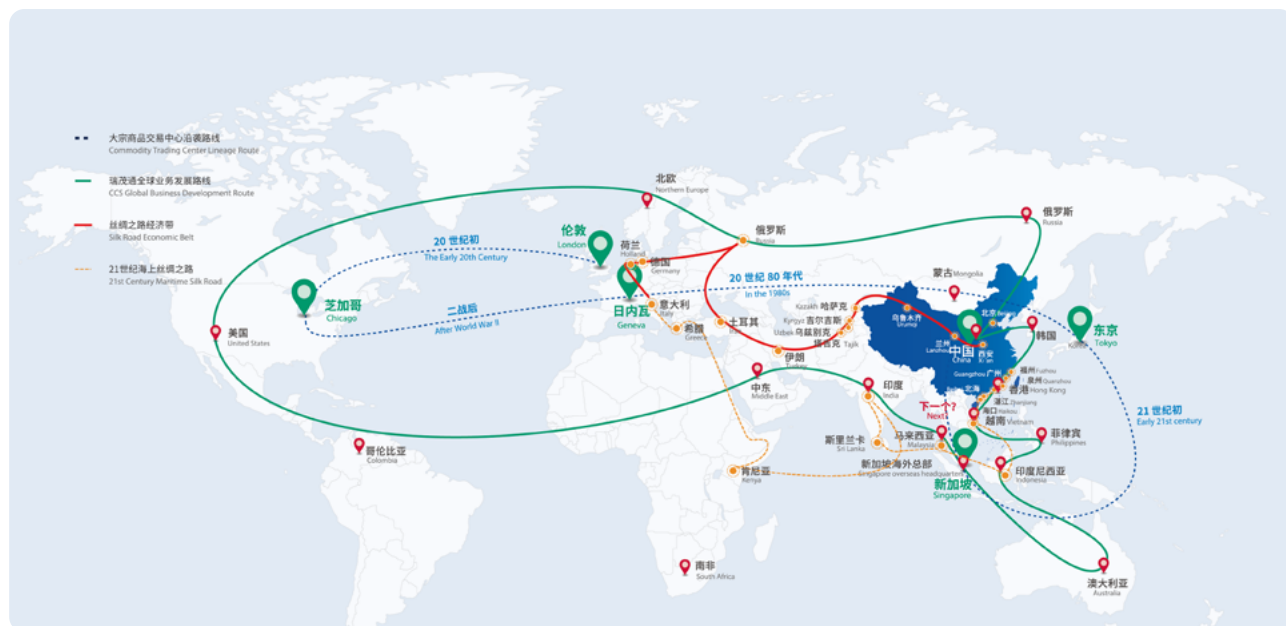 大宗商品交易中心沿袭路线
Commodity Trading Center Lineage Route
瑞茂通全球业务发展路线
CCS Global Business Development Route
丝绸之路经济带
Silk Road Economic Belt
21世纪海上丝绸之路
21st Century Maritime Silk Road
北欧
Northern Europe
俄罗斯
Russia
俄罗斯
Russia
伦敦
London
荷兰
Holland
德国
Germany
20 世纪初
The Early 20th Century
20 世纪 80 年代
In the 1980s
蒙古 Mongolia
芝加哥
Chicago
二战后
After World War II
日内瓦
Geneva
意大利
Italy
希腊
Greece
土耳其
Kazakh 哈萨克
Kyrgyz 吉尔吉斯
Uzbek 乌兹别克
塔吉克 Tajik
乌鲁木齐
Urumqi
北京 Beijing
兰州
Lanzhou
中国
China
西安
Xi'an
韩国
东京
Tokyo
美国
United States
伊朗
Turkey
中东
Middle East
印度
India
Guangzhou 广州
福州 Fuzhou
泉州 Quanzhou
香港 Hong Kong
北海
湛江 Zhanjiang
海口 Haikou
越南 Vietnam
下一个?
Next?
21 世纪初
Early 21st century
哥伦比亚
Colombia
斯里兰卡
Sri Lanka
马来西亚
Malaysia
菲律宾
Philippines
肯尼亚
Kenya
新加坡海外总部
Singapore overseas headquarters
新加坡
Singapore
印度尼西亚
Indonesia
南非
South Africa
澳大利亚
Australia